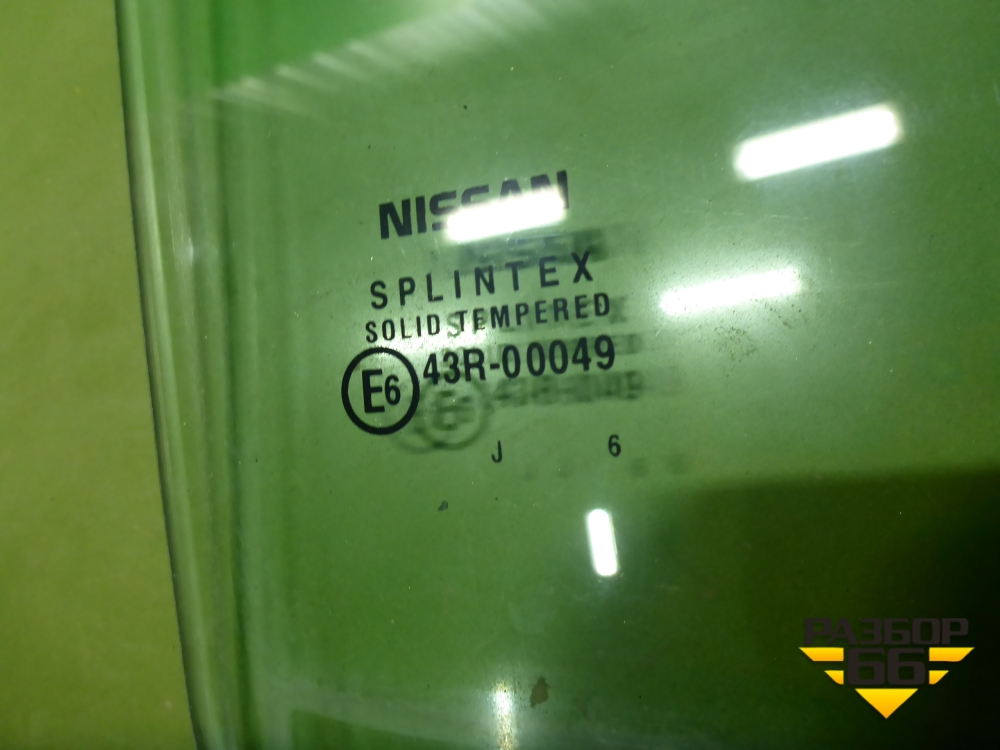 NISSAN
SPLINTEX
SOLID TEMPERED
E6 43R-00049
J 6
РАЗБОР
66